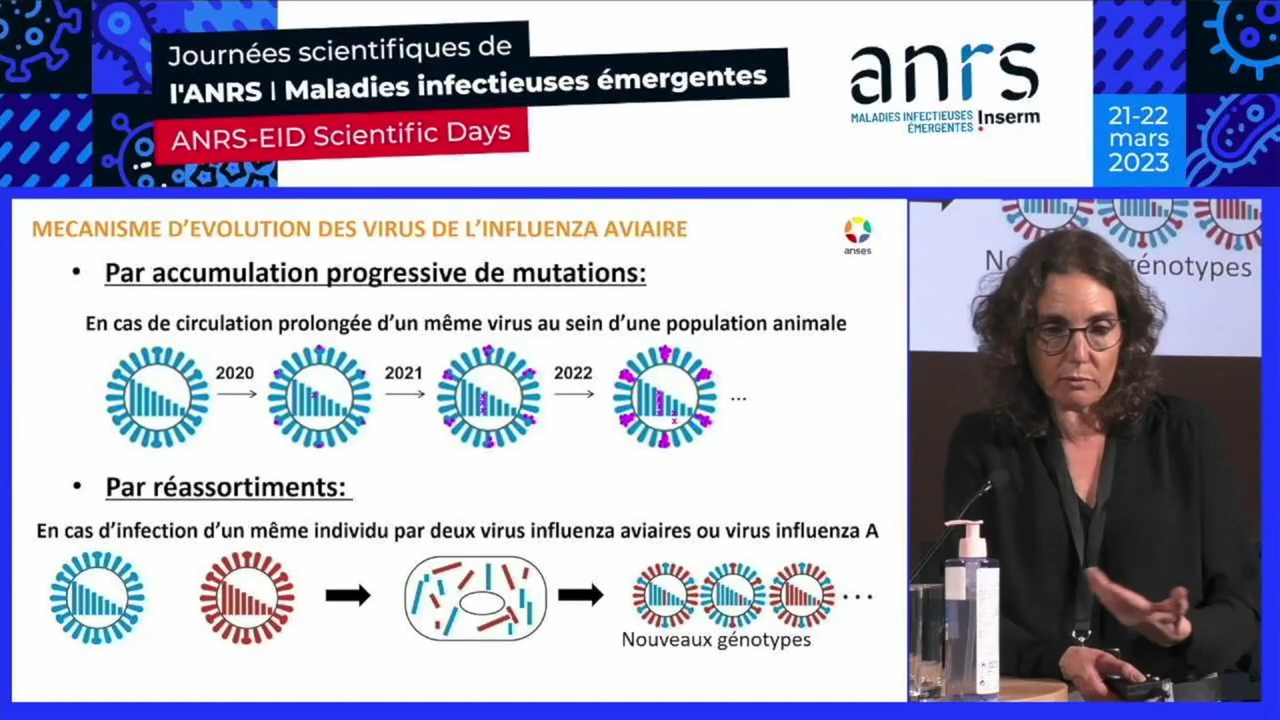 Journées scientifiques de
l'ANRS | Maladies infectieuses émergentes
ANRS-EID Scientific Days
anrs
MALADIES INFECTIEUSES
ÉMERGENTES
Inserm
21-22
mars
2023
MECANISME D'EVOLUTION DES VIRUS DE L'INFLUENZA AVIAIRE
anses
• Par accumulation progressive de mutations:
En cas de circulation prolongée d'un même virus au sein d'une population animale
2020
2021
2022
...
• Par réassortiments:
En cas d'infection d'un même individu par deux virus influenza aviaires ou virus influenza A
...
Nouveaux génotypes
génotypes